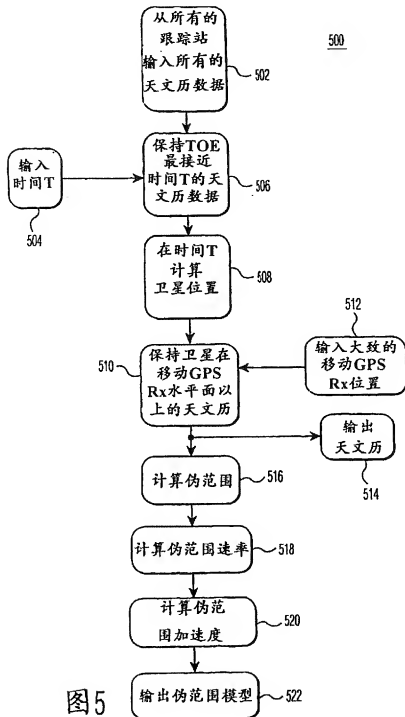 500
从所有的
跟踪站
输入所有的
天文历数据
502
输入
时间T
504
保持TOE
最接近
时间T的天
文历数据
506
在时间T
计算
卫星位置
508
512
输入大致的
移动GPS
Rx位置
510
保持卫星在
移动GPS
Rx水平面以
上的天文历
输出
天文历
514
计算伪范围
516
计算伪范围速率
518
计算伪范
围加速度
520
输出伪范围模型
522
图5